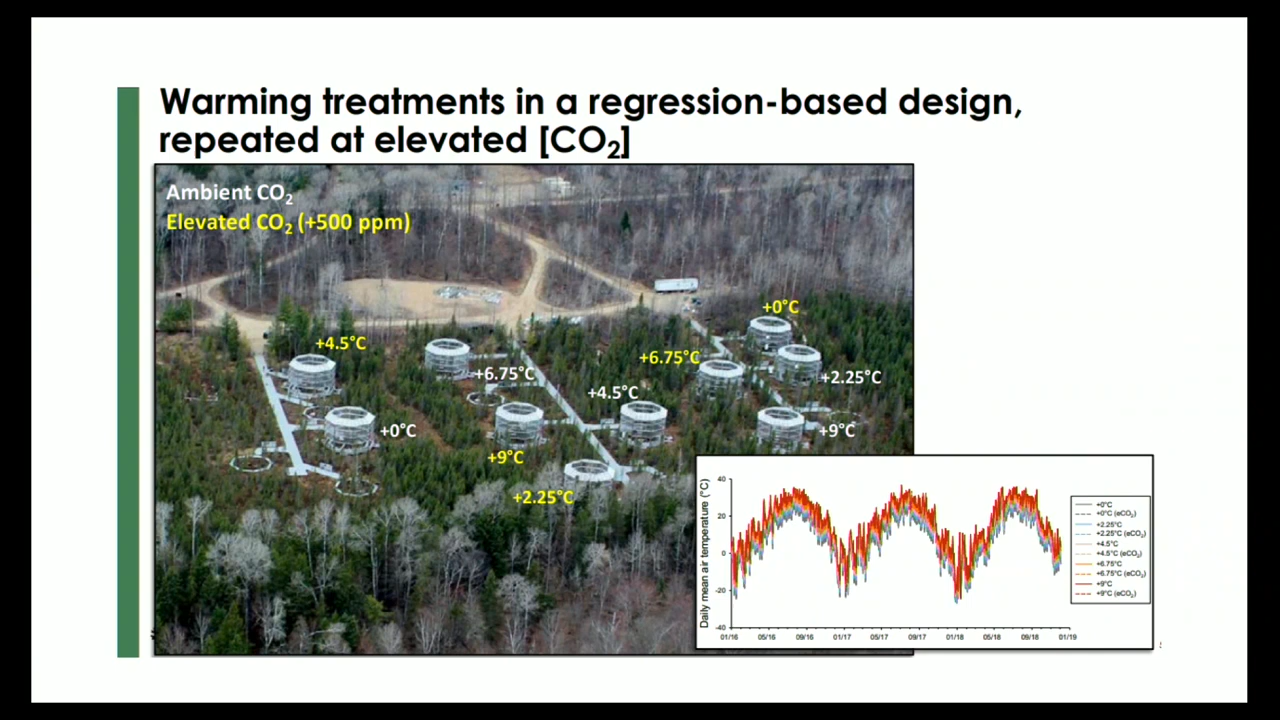 Warming treatments in a regression-based design,
repeated at elevated [CO₂]
Ambient CO₂
Elevated CO₂ (+500 ppm)
+0°C
+4.5°C
+6.75°C
+6.75°C
+2.25°C
+4.5°C
+0°C
+9°C
+9°C
+2.25°C
Daily mean air temperature (°C)
40
20
0
-20
-40
01/16 05/16 09/16 01/17 05/17 09/17 01/18 05/18 09/18 01/19
+0°C
+0°C (eCO₂)
+2.25°C
+2.25°C (eCO₂)
+4.5°C
+4.5°C (eCO₂)
+6.75°C
+6.75°C (eCO₂)
+9°C
+9°C (eCO₂)